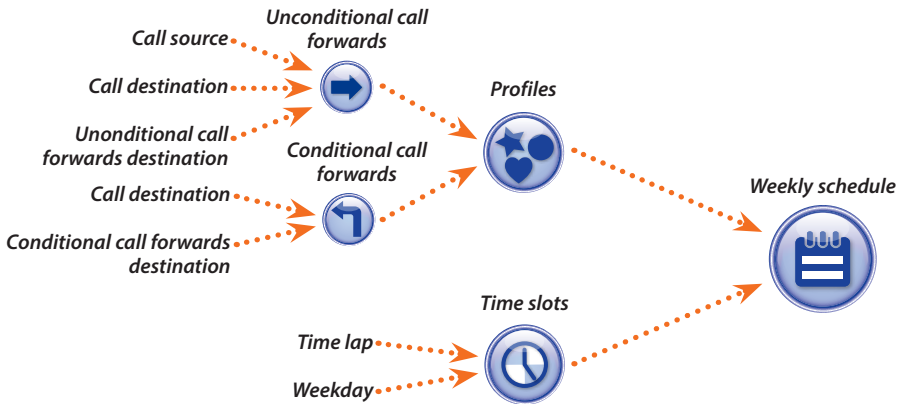 Unconditional call
forwards
Call source
Call destination
Unonditional call
forwards destination
Profiles
Conditional call
forwards
Call destination
Conditional call forwards
destination
Weekly schedule
Time slots
Time lap
Weekday